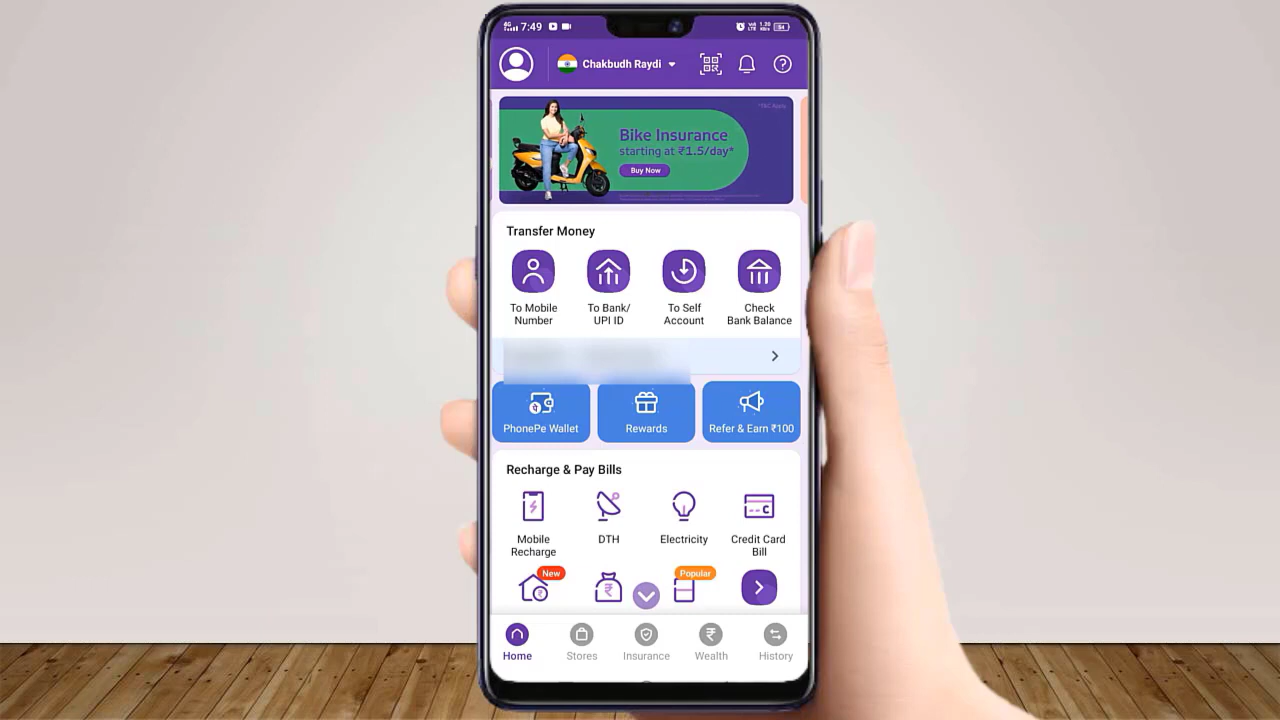 4G 7:49
Chakbudh Raydi
*T&C Apply
Bike Insurance
starting at ₹1.5/day*
Buy Now
Transfer Money
To Mobile Number
To Bank/ UPI ID
To Self Account
Check Bank Balance
PhonePe Wallet
Rewards
Refer & Earn ₹100
Recharge & Pay Bills
Mobile Recharge
DTH
Electricity
Credit Card Bill
New
Popular
Home
Stores
Insurance
Wealth
History